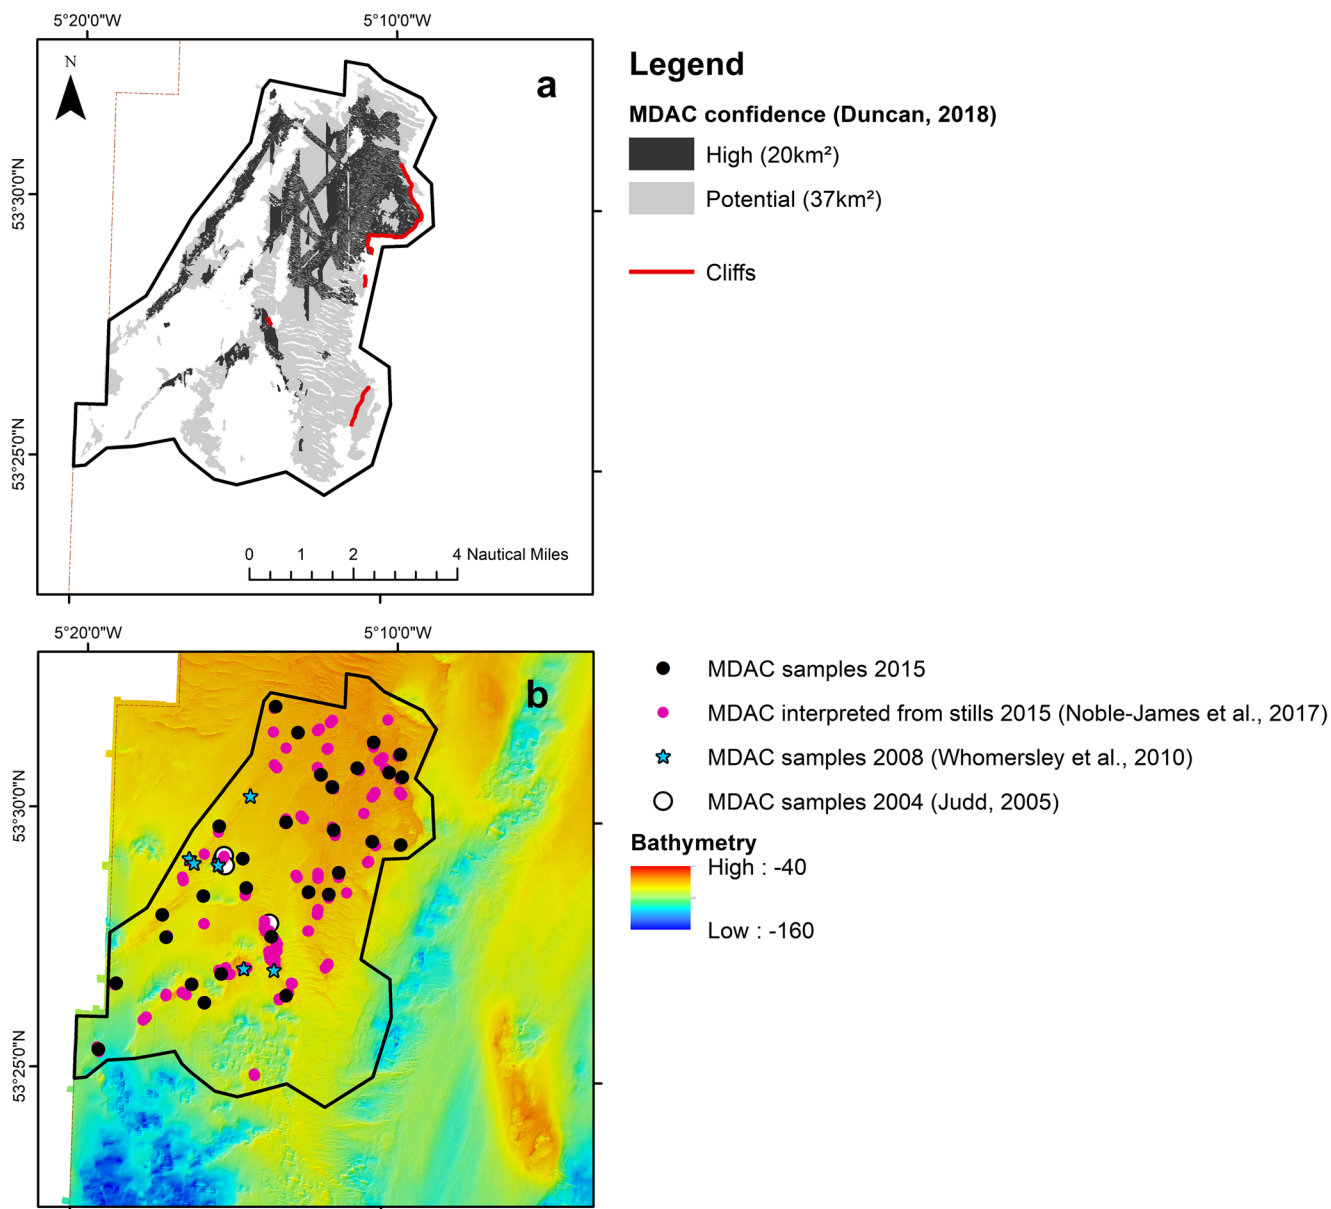 5°20'0"W
5°10'0"W
N
a
53°30'0"N
53°25'0"N
0 1 2 4 Nautical Miles
Legend
MDAC confidence (Duncan, 2018)
High (20km²)
Potential (37km²)
Cliffs
5°20'0"W
5°10'0"W
b
53°30'0"N
53°25'0"N
MDAC samples 2015
MDAC interpreted from stills 2015 (Noble-James et al., 2017)
MDAC samples 2008 (Whomersley et al., 2010)
MDAC samples 2004 (Judd, 2005)
Bathymetry
High : -40
Low : -160